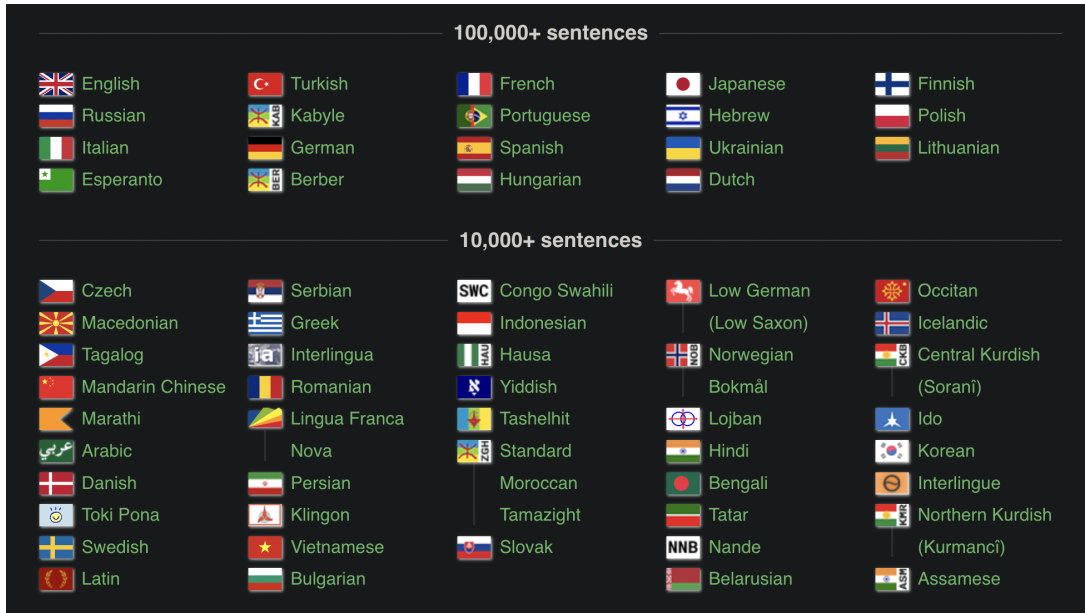 100,000+ sentences
English
Russian
Italian
Esperanto
Turkish
KAB Kabyle
German
BER Berber
French
Portuguese
Spanish
Hungarian
Japanese
Hebrew
Ukrainian
Dutch
Finnish
Polish
Lithuanian
10,000+ sentences
Czech
Macedonian
Tagalog
Mandarin Chinese
Marathi
عربي Arabic
Danish
Toki Pona
Swedish
Latin
Serbian
Greek
ia Interlingua
Romanian
Lingua Franca
Nova
Persian
Klingon
Vietnamese
Bulgarian
SWC Congo Swahili
Indonesian
HAU Hausa
א Yiddish
Tashelhit
ZGH Standard
Moroccan
Tamazight
Slovak
Low German
(Low Saxon)
NOB Norwegian
Bokmål
Lojban
Hindi
Bengali
Tatar
NNB Nande
Belarusian
Occitan
Icelandic
CKB Central Kurdish
(Soranî)
Ido
Korean
Interlingue
KMR Northern Kurdish
(Kurmancî)
ASM Assamese